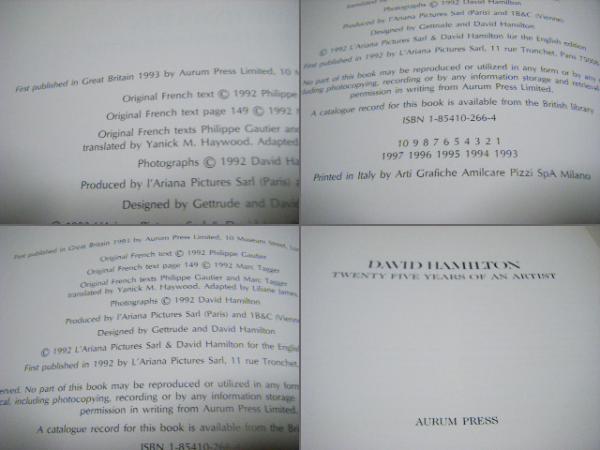 First published in Great Britain 1993 by Aurum Press Limited, 10
Original French text © 1992 Philippe
Original French text page 149 © 1992
Original French texts Philippe Gautier and
translated by Yanick M. Haywood. Adapted
Photographs © 1992 David Ha
Produced by l'Ariana Pictures Sarl (Paris)
Designed by Gettrude and David
Photographs © 1992 David Hamilton
Produced by l'Ariana Pictures Sarl (Paris) and 1B&C (Vienne)
Designed by Gettrude and David Hamilton
© 1992 L'Ariana Pictures Sarl & David Hamilton for the English edition
First published in 1992 by L'Ariana Pictures Sarl, 11 rue Tronchet, Paris 75008
No part of this book may be reproduced or utilized in any form or by any
cluding photocopying, recording or by any information storage and retrieval
permission in writing from Aurum Press Limited.
A catalogue record for this book is available from the British library
ISBN 1-85410-266-4
10 9 8 7 6 5 4 3 2 1
1997 1996 1995 1994 1993
Printed in Italy by Arti Grafiche Amilcare Pizzi SpA Milano
First published in Great Britain 1993 by Aurum Press Limited, 10 Museum Street,
Original French text © 1992 Philippe Gautier
Original French text page 149 © 1992 Marc Tagger
Original French texts Philippe Gautier and Marc Tagger
translated by Yanick M. Haywood. Adapted by Liliane James,
Photographs © 1992 David Hamilton
Produced by l'Ariana Pictures Sarl (Paris) and 1B&C (Vienne
Designed by Gettrude and David Hamilton
© 1992 L'Ariana Pictures Sarl & David Hamilton for the English
First published in 1992 by L'Ariana Pictures Sarl, 11 rue Tronchet,
erved. No part of this book may be reproduced or utilized in any form
cal, including photocopying, recording or by any information storage
permission in writing from Aurum Press Limited.
A catalogue record for this book is available from the Bri
ISBN 1-85410-266-4
DAVID HAMILTON
TWENTY FIVE YEARS OF AN ARTIST
AURUM PRESS